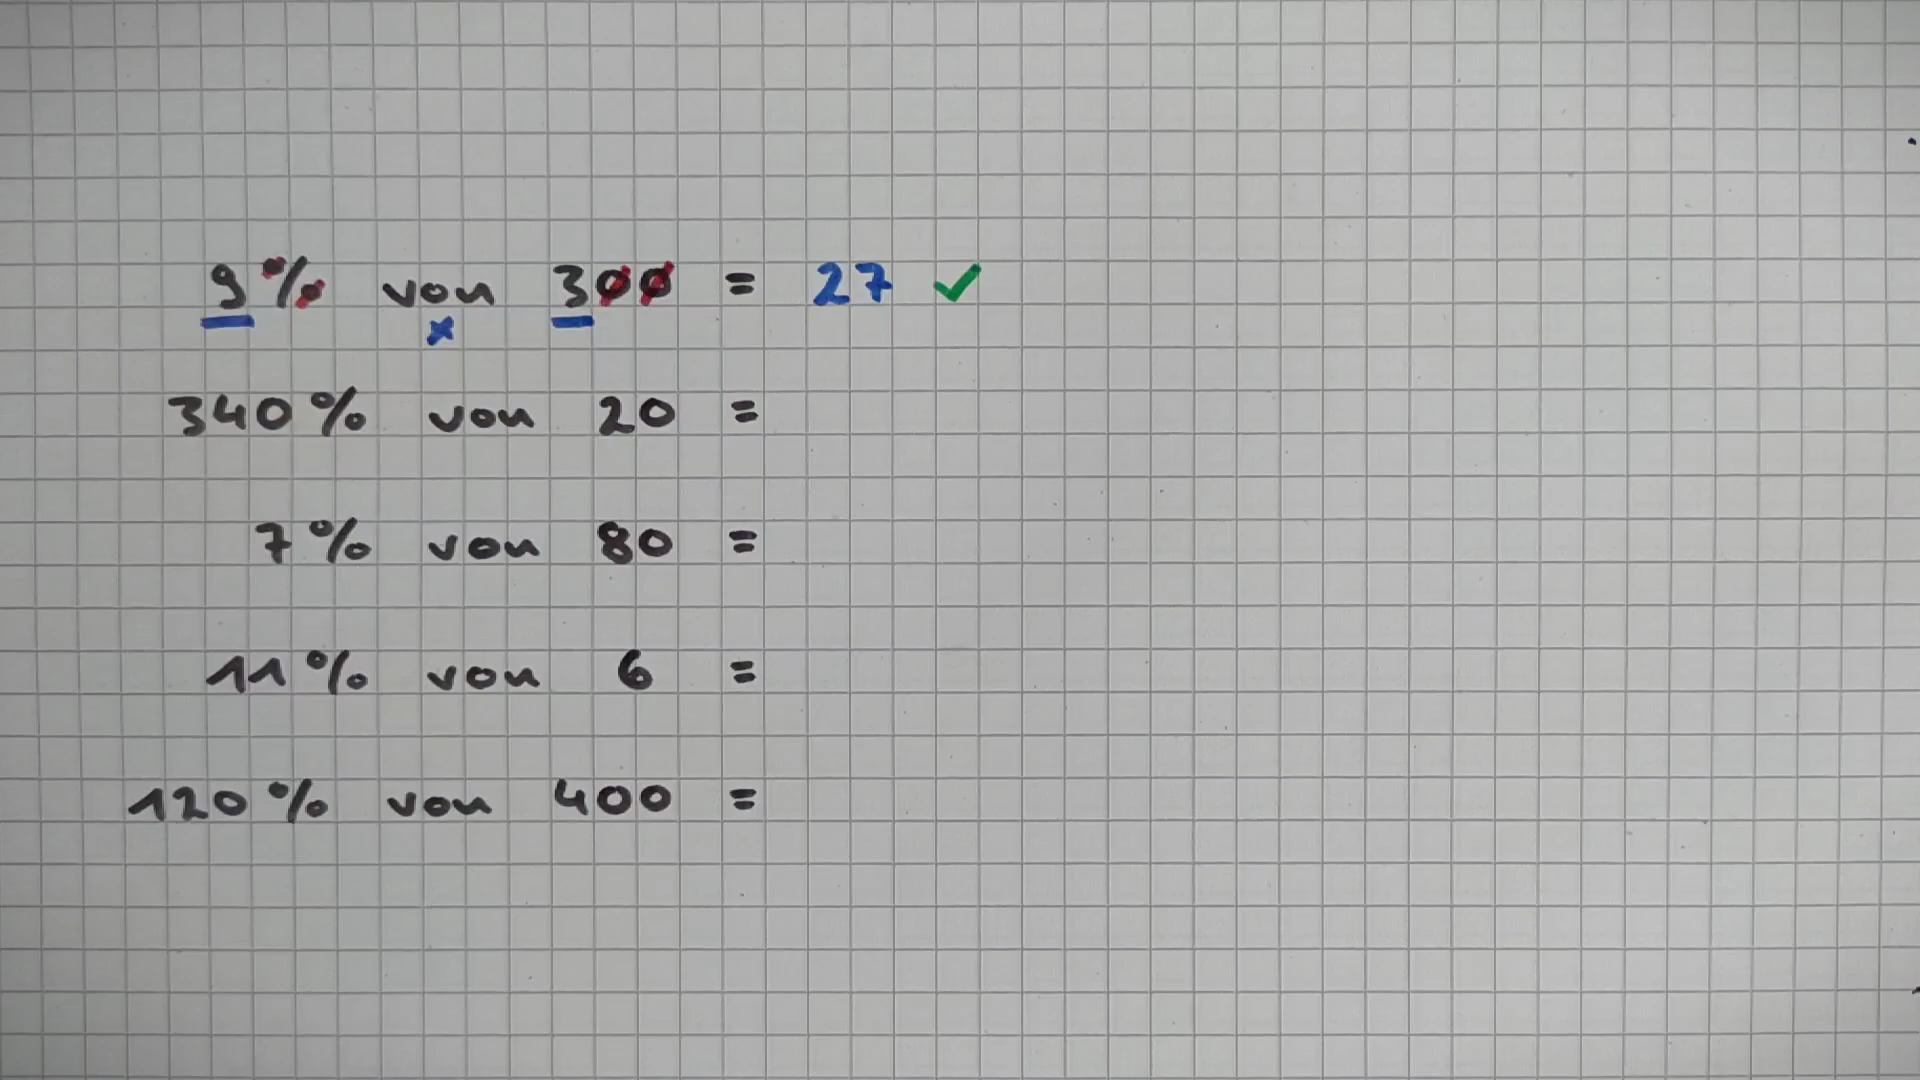 9% von 300 = 27 ✓
x
340% von 20 =
7% von 80 =
11% von 6 =
120% von 400 =